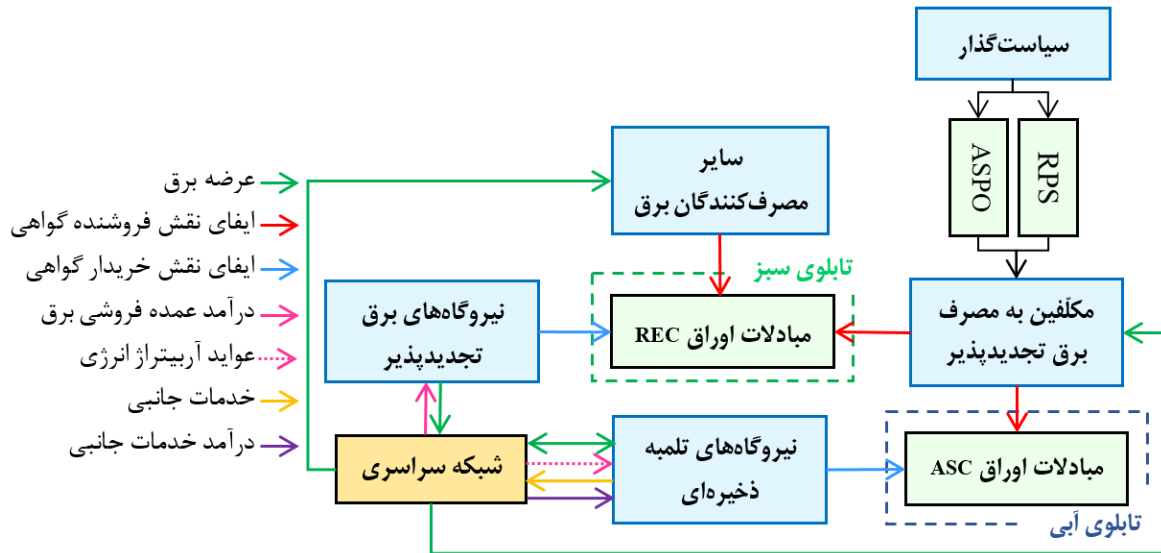 سیاست‌گذار
RPS
ASPO
سایر
مصرف‌کنندگان برق
عرضه برق
ایفای نقش فروشنده گواهی
ایفای نقش خریدار گواهی
درآمد عمده فروشی برق
عواید آربیتراژ انرژی
خدمات جانبی
درآمد خدمات جانبی
تابلوی سبز
مکلّفین به مصرف
برق تجدیدپذیر
مبادلات اوراق REC
نیروگاه‌های برق
تجدیدپذیر
شبکه سراسری
نیروگاه‌های تلمبه
ذخیره‌ای
مبادلات اوراق ASC
تابلوی آبی